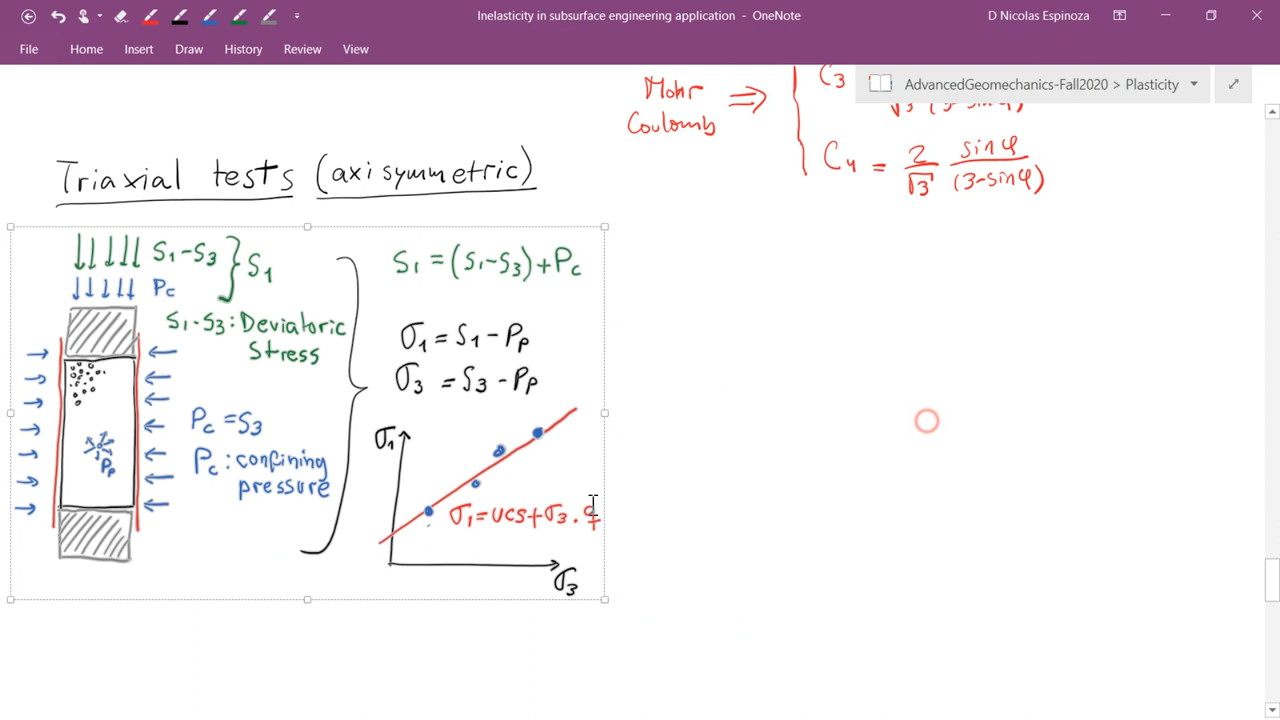 Inelasticity in subsurface engineering application - OneNote
D Nicolas Espinoza
File Home Insert Draw History Review View
AdvancedGeomechanics-Fall2020 > Plasticity
Mohr
Coulomb ⇒
C3
C4 = 2/√3 sinφ/(3-sinφ)
Triaxial tests (axisymmetric)
S1-S3 } S1
Pc
S1-S3: Deviatoric
Stress
Pc = S3
Pc: confining
pressure
Pp
S1 = (S1-S3) + Pc
σ1 = S1 - Pp
σ3 = S3 - Pp
σ1
σ1 = UCS + σ3 . q
σ3